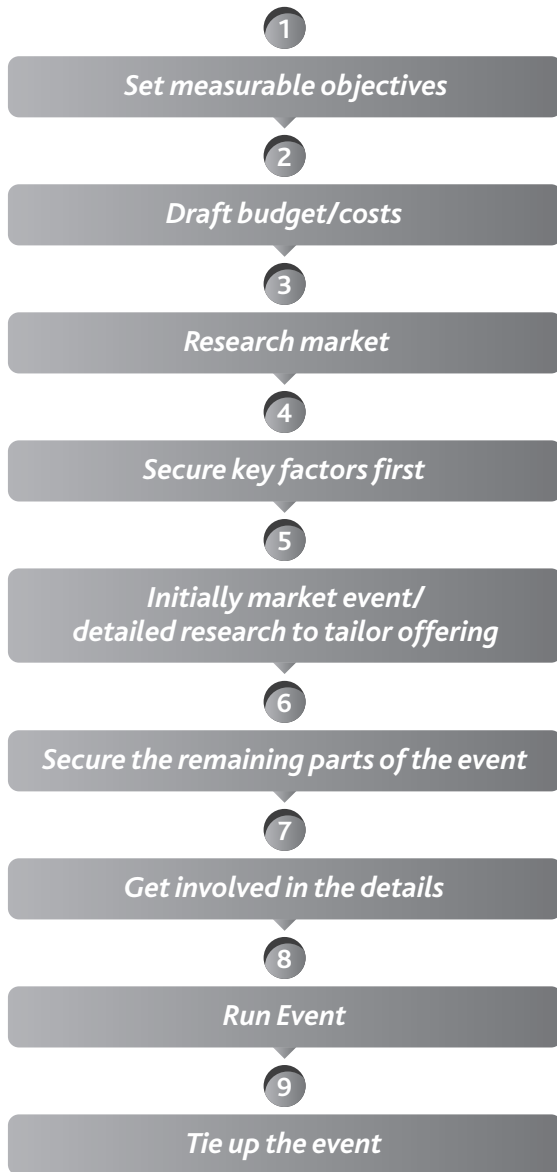 1
Set measurable objectives
2
Draft budget/costs
3
Research market
4
Secure key factors first
5
Initially market event/
detailed research to tailor offering
6
Secure the remaining parts of the event
7
Get involved in the details
8
Run Event
9
Tie up the event